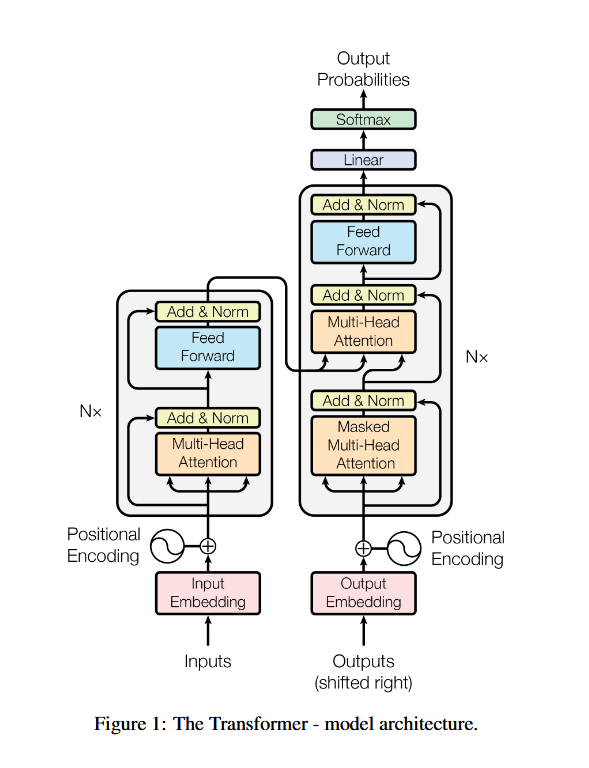 Output
Probabilities
Softmax
Linear
Add & Norm
Feed
Forward
Add & Norm
Multi-Head
Attention
Add & Norm
Masked
Multi-Head
Attention
N×
Add & Norm
Feed
Forward
Add & Norm
Multi-Head
Attention
N×
Positional
Encoding
Positional
Encoding
Input
Embedding
Output
Embedding
Inputs
Outputs
(shifted right)
Figure 1: The Transformer - model architecture.